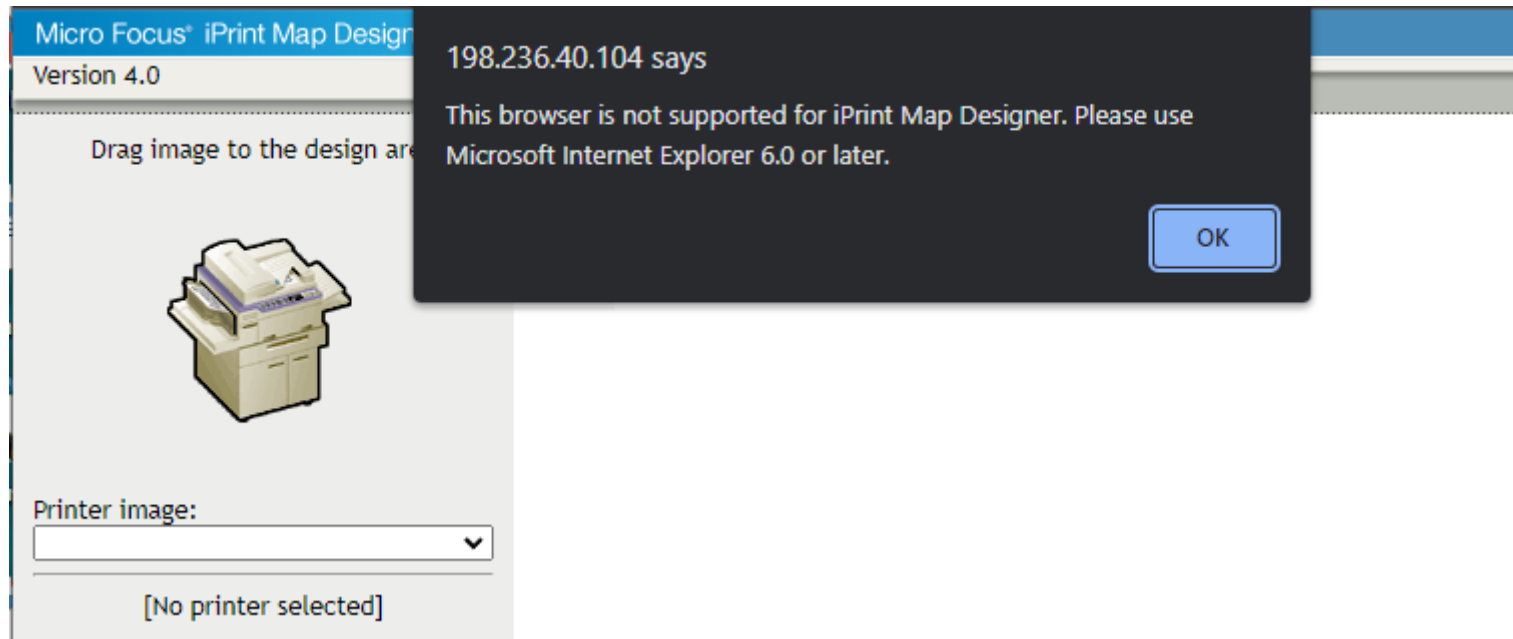 Micro Focus® iPrint Map Design
Version 4.0
198.236.40.104 says
This browser is not supported for iPrint Map Designer. Please use
Microsoft Internet Explorer 6.0 or later.
OK
Drag image to the design are
Printer image:
[No printer selected]